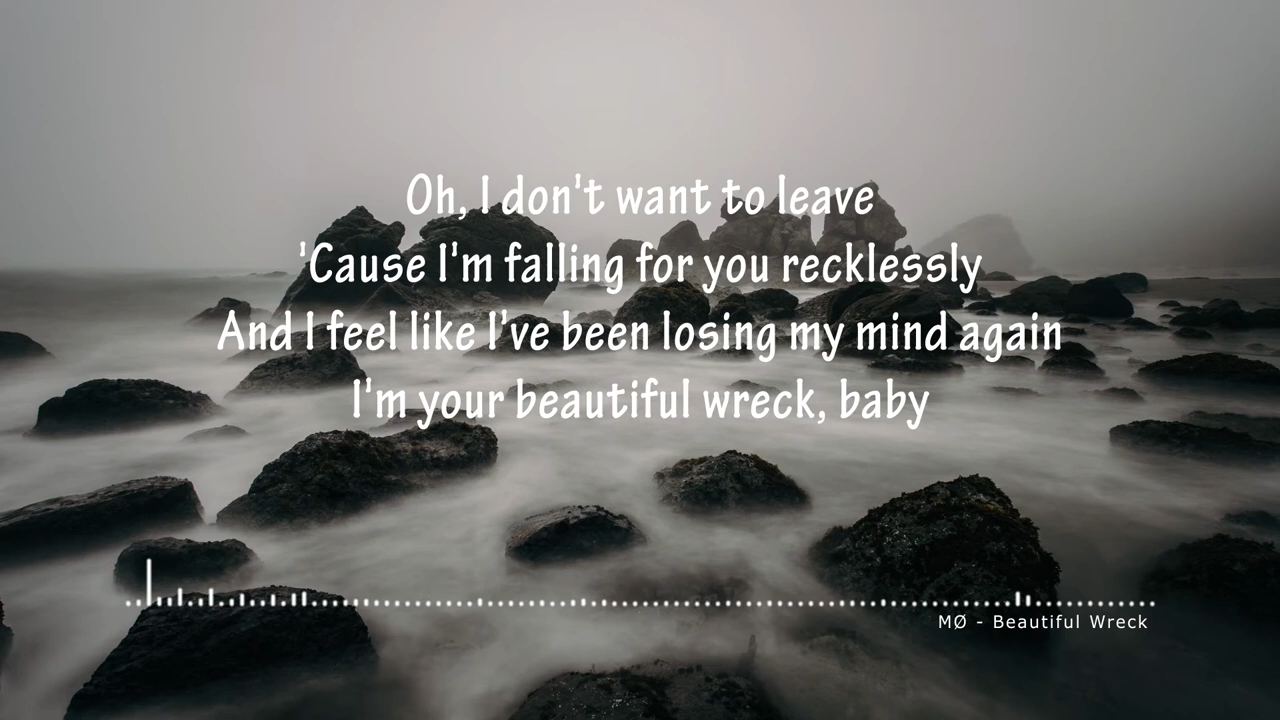 Oh, I don't want to leave
'Cause I'm falling for you recklessly
And I feel like I've been losing my mind again
I'm your beautiful wreck, baby
MØ - Beautiful Wreck